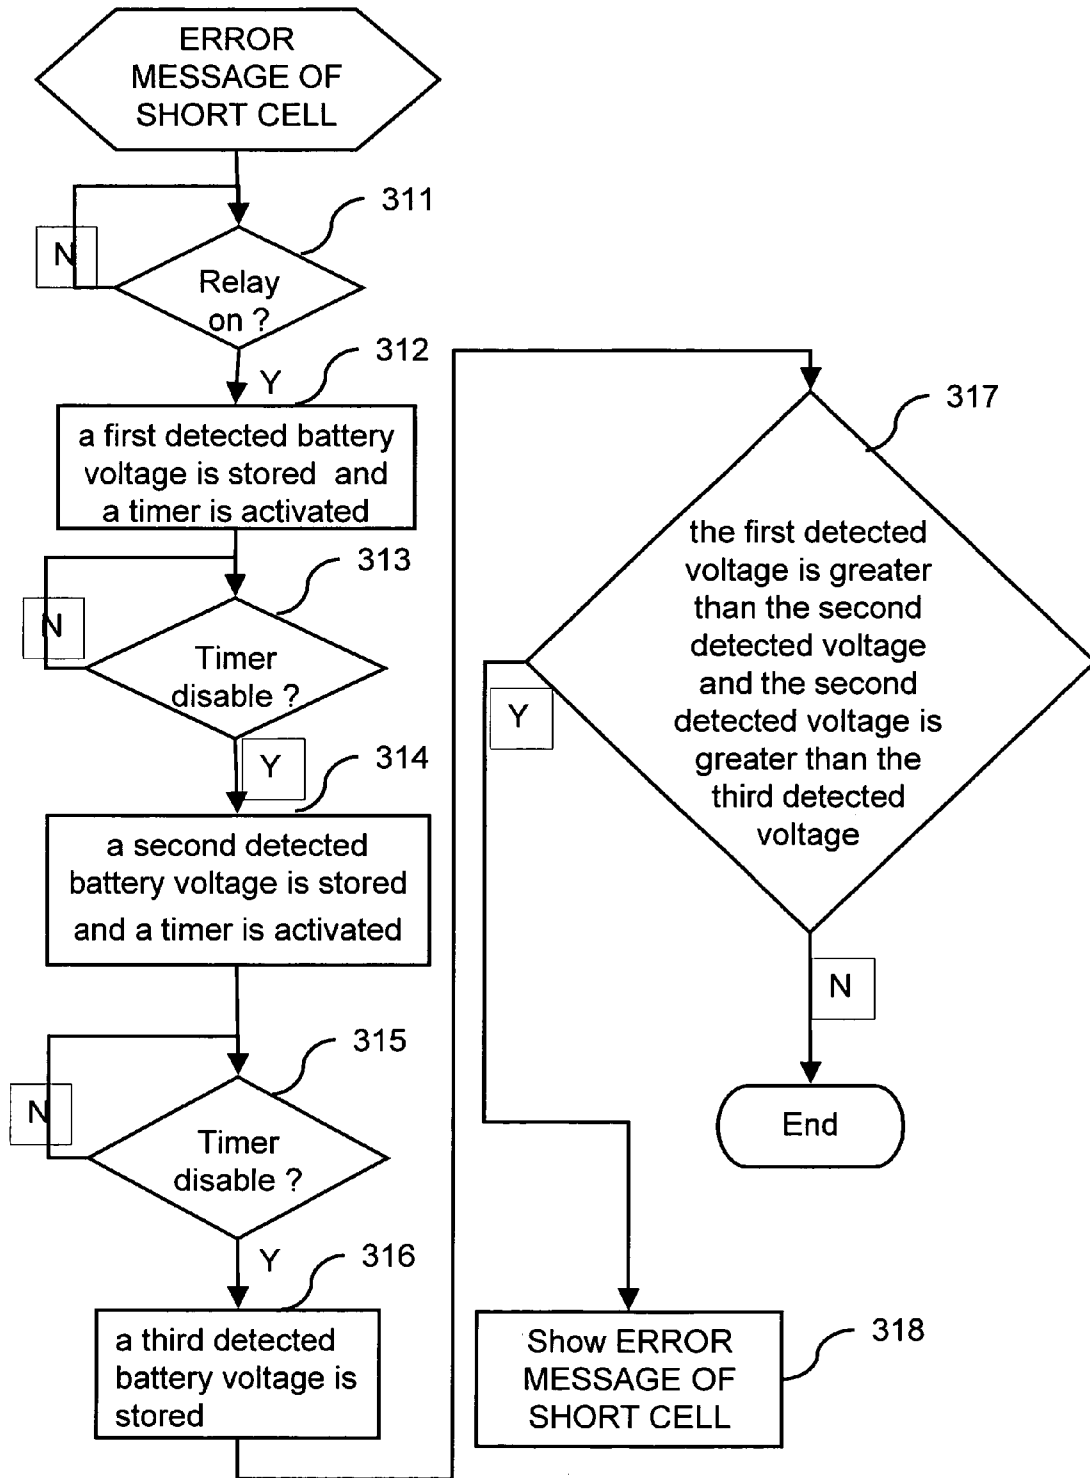 ERROR
MESSAGE OF
SHORT CELL
311
N
Relay
on ?
312
Y
a first detected battery
voltage is stored and
a timer is activated
313
N
Timer
disable ?
Y
314
a second detected
battery voltage is stored
and a timer is activated
315
N
Timer
disable ?
Y
316
a third detected
battery voltage is
stored
317
the first detected
voltage is greater
than the second
detected voltage
and the second
detected voltage is
greater than the
third detected
voltage
Y
N
End
Show ERROR
MESSAGE OF
SHORT CELL
318